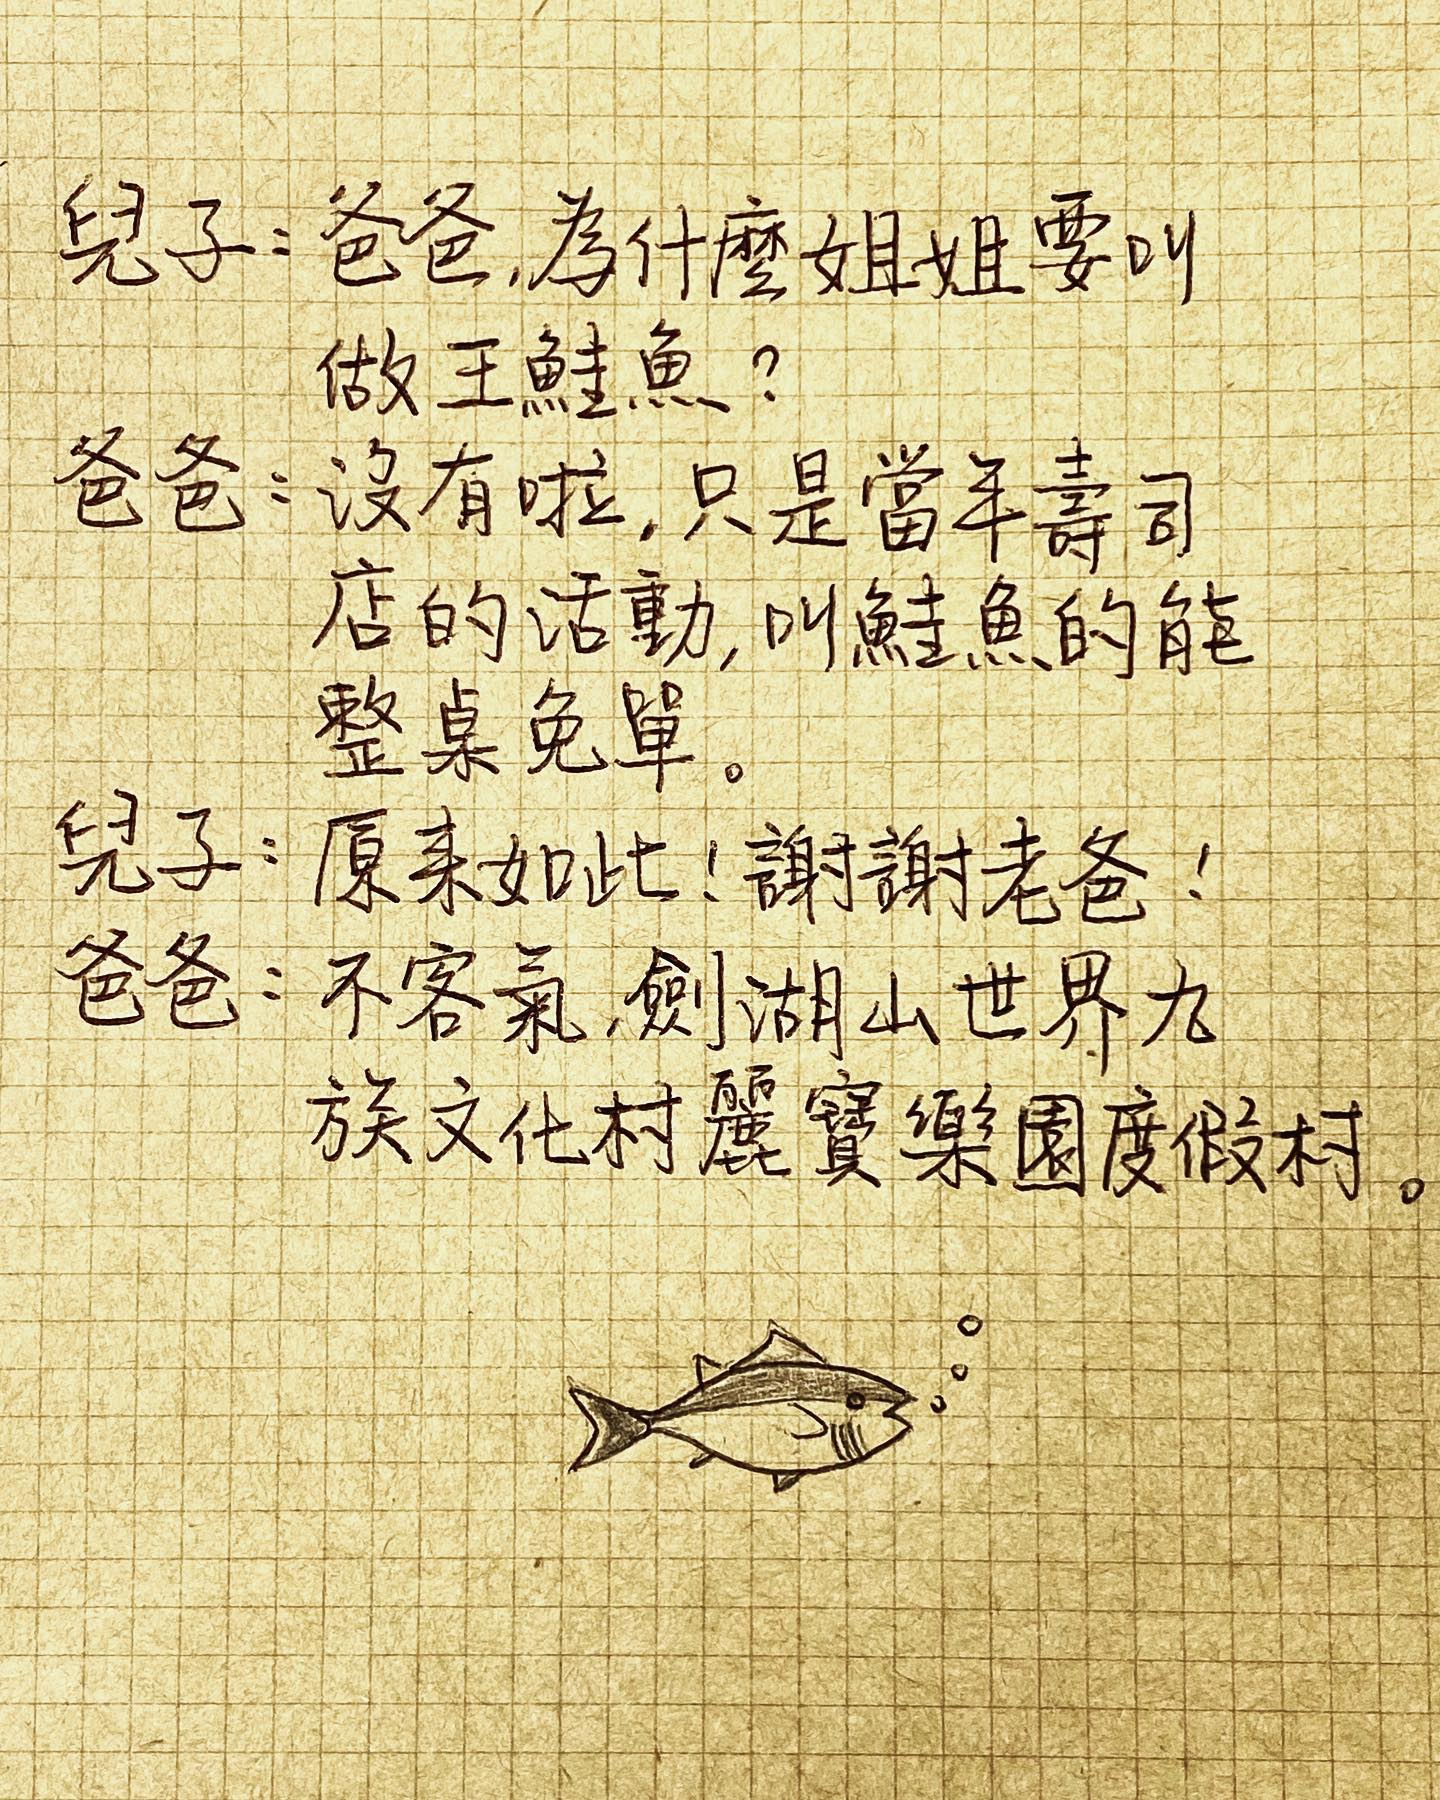 兒子：爸爸，為什麼姐姐要叫
做王鮭魚？
爸爸：沒有啦，只是當年壽司
店的活動，叫鮭魚的能
整桌免單。
兒子：原來如此！謝謝老爸！
爸爸：不客氣，劍湖山世界九
族文化村麗寶樂園度假村。